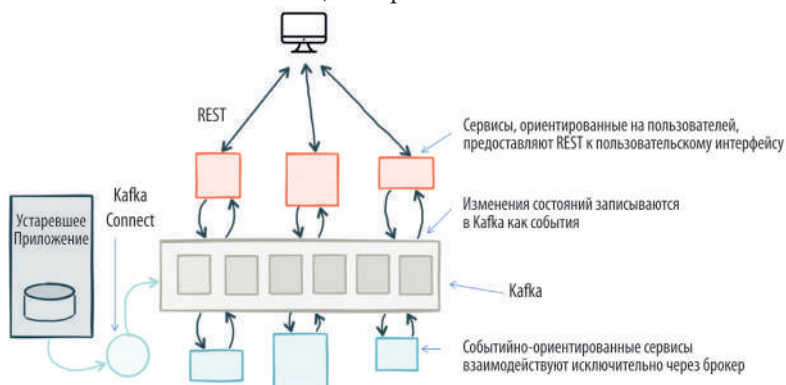 REST
Сервисы, ориентированные на пользователей,
предоставляют REST к пользовательскому интерфейсу
Kafka
Connect
Устаревшее
Приложение
Изменения состояний записываются
в Kafka как события
Kafka
Событийно-ориентированные сервисы
взаимодействуют исключительно через брокер